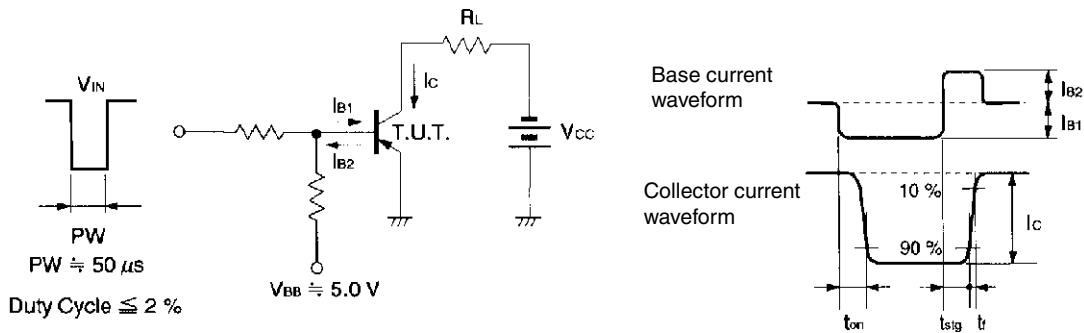 RL
VIN
IC
IB1
T.U.T.
IB2
VCC
PW
PW ≒ 50 μs
Duty Cycle ≦ 2 %
VBB ≒ 5.0 V
Base current
waveform
IB2
IB1
Collector current
waveform
10 %
90 %
IC
ton
tstg
tf